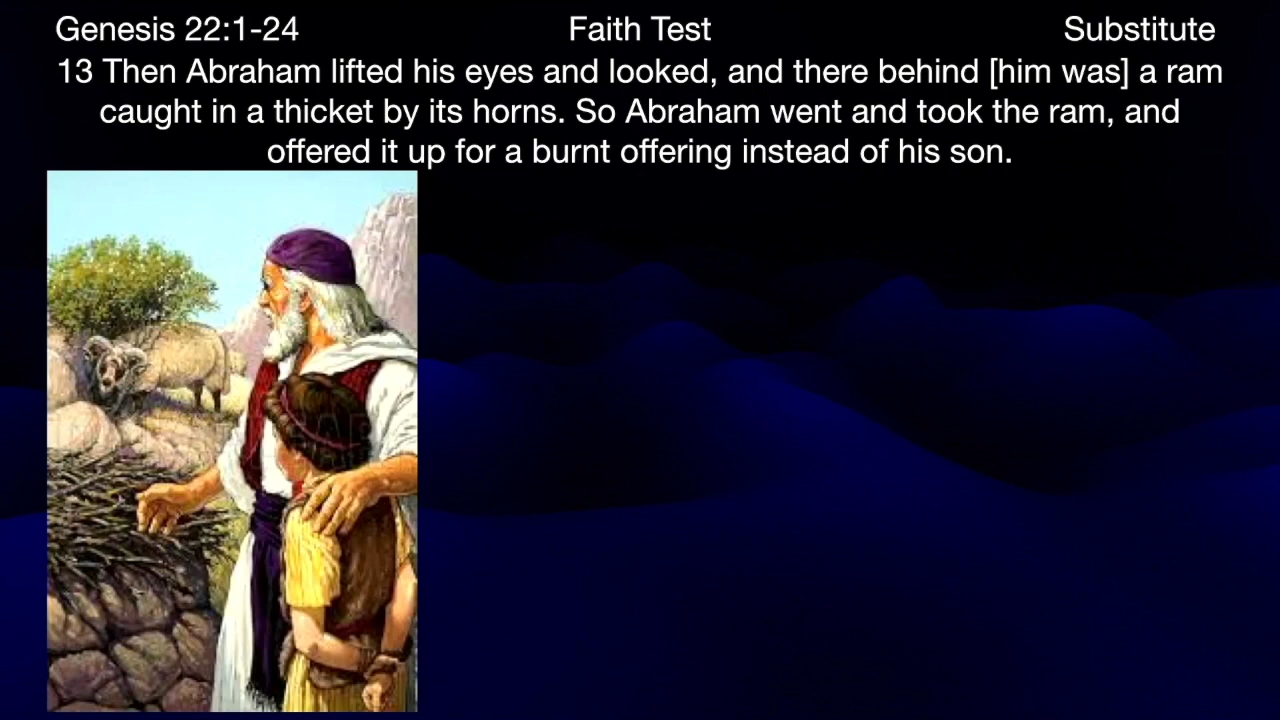 Genesis 22:1-24 Faith Test Substitute
13 Then Abraham lifted his eyes and looked, and there behind [him was] a ram
caught in a thicket by its horns. So Abraham went and took the ram, and
offered it up for a burnt offering instead of his son.